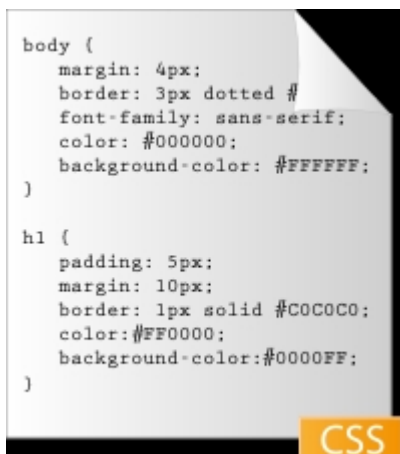 body {
margin: 4px;
border: 3px dotted #
font-family: sans-serif;
color: #000000;
background-color: #FFFFFF;
}
h1 {
padding: 5px;
margin: 10px;
border: 1px solid #C0C0C0;
color:#FF0000;
background-color:#0000FF;
}
CSS